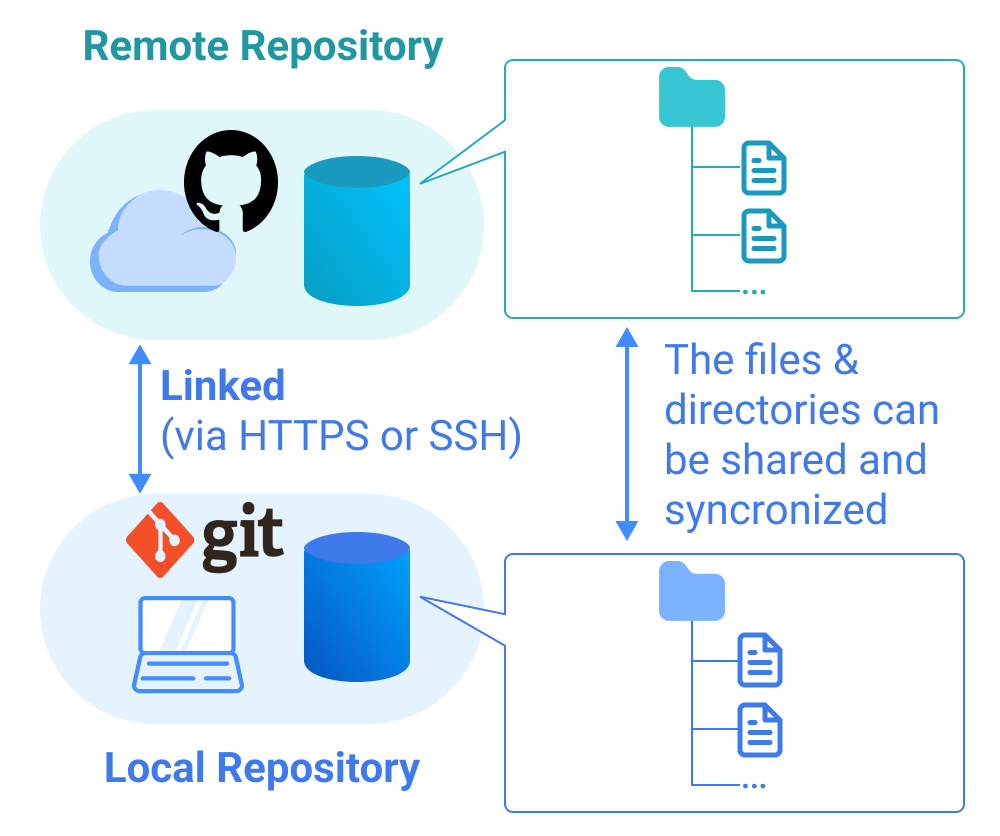 Remote Repository
Linked
(via HTTPS or SSH)
The files &
directories can
be shared and
syncronized
git
Local Repository